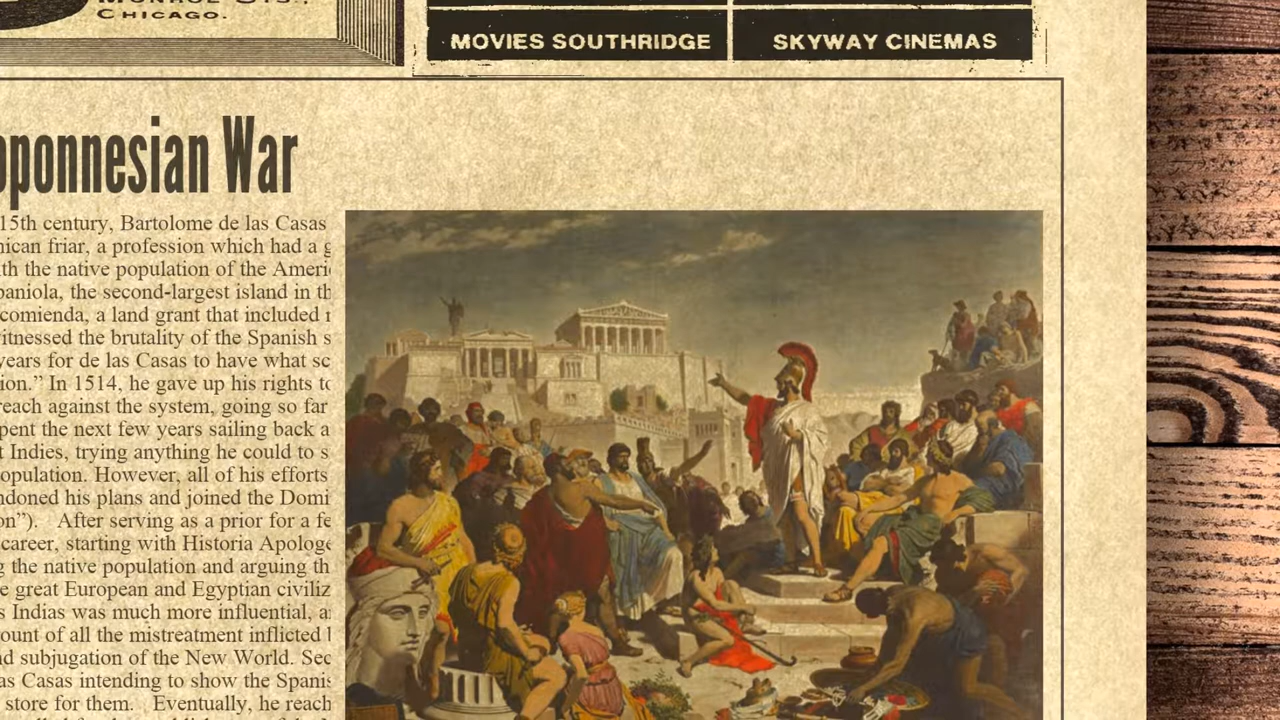 CHICAGO.
MOVIES SOUTHRIDGE
SKYWAY CINEMAS
oponnesian War
15th century, Bartolome de las Casas
nican friar, a profession which had a g
th the native population of the Ameri
paniola, the second-largest island in th
comienda, a land grant that included
itnessed the brutality of the Spanish s
years for de las Casas to have what sc
ion.” In 1514, he gave up his rights to
reach against the system, going so far
pent the next few years sailing back a
t Indies, trying anything he could to s
opulation. However, all of his efforts
ndoned his plans and joined the Domi
on”). After serving as a prior for a fe
career, starting with Historia Apologe
g the native population and arguing th
e great European and Egyptian civiliz
s Indias was much more influential, a
ount of all the mistreatment inflicted
nd subjugation of the New World. Sec
as Casas intending to show the Spanis
store for them. Eventually, he reach